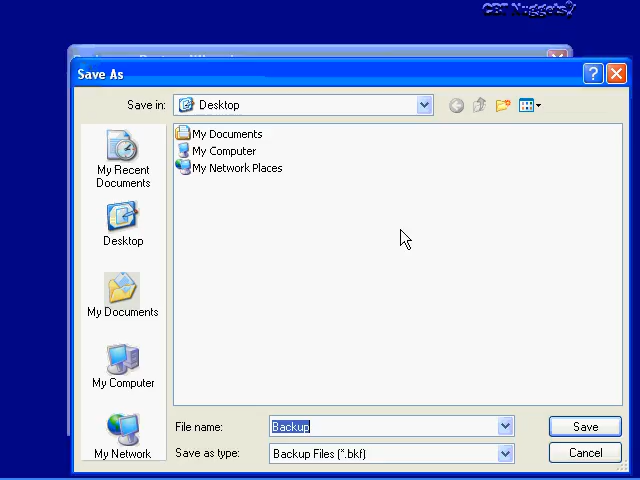 CBT Nuggets!
Save As
Save in:
Desktop
My Documents
My Computer
My Network Places
My Recent
Documents
Desktop
My Documents
My Computer
My Network
File name:
Backup
Save
Save as type:
Backup Files (*.bkf)
Cancel